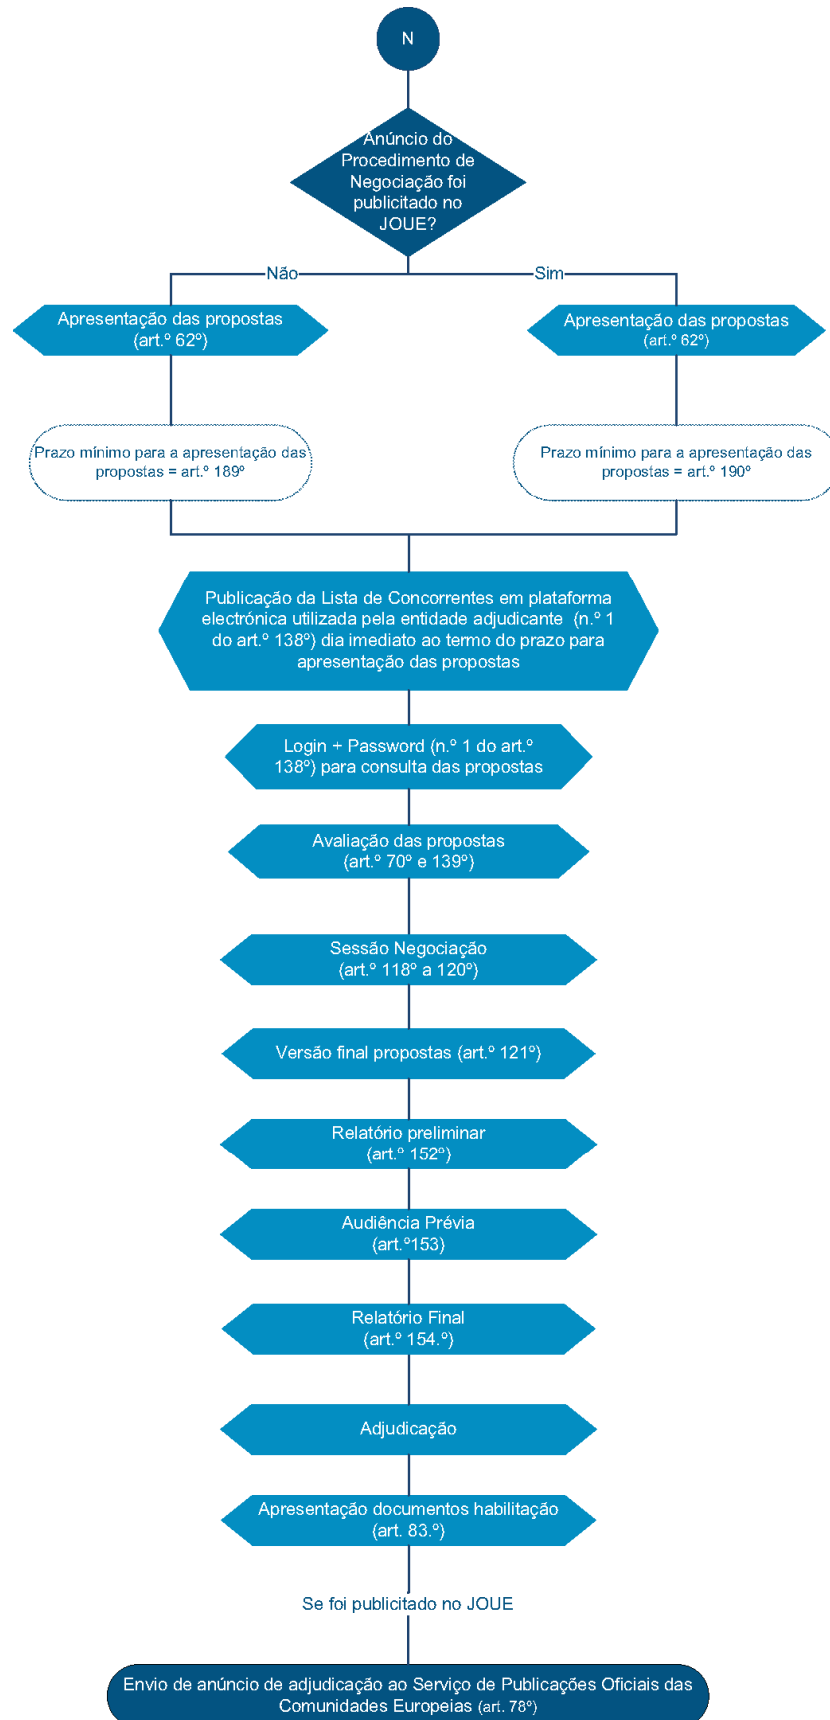 N
Anúncio do
Procedimento de
Negociação foi
publicitado no
JOUE?
Não
Sim
Apresentação das propostas
(art.º 62º)
Apresentação das propostas
(art.º 62º)
Prazo mínimo para a apresentação das
propostas = art.º 189º
Prazo mínimo para a apresentação das
propostas = art.º 190º
Publicação da Lista de Concorrentes em plataforma
electrónica utilizada pela entidade adjudicante (n.º 1
do art.º 138º) dia imediato ao termo do prazo para
apresentação das propostas
Login + Password (n.º 1 do art.º
138º) para consulta das propostas
Avaliação das propostas
(art.º 70º e 139º)
Sessão Negociação
(art.º 118º a 120º)
Versão final propostas (art.º 121º)
Relatório preliminar
(art.º 152º)
Audiência Prévia
(art.º153)
Relatório Final
(art.º 154.º)
Adjudicação
Apresentação documentos habilitação
(art. 83.º)
Se foi publicitado no JOUE
Envio de anúncio de adjudicação ao Serviço de Publicações Oficiais das
Comunidades Europeias (art. 78º)